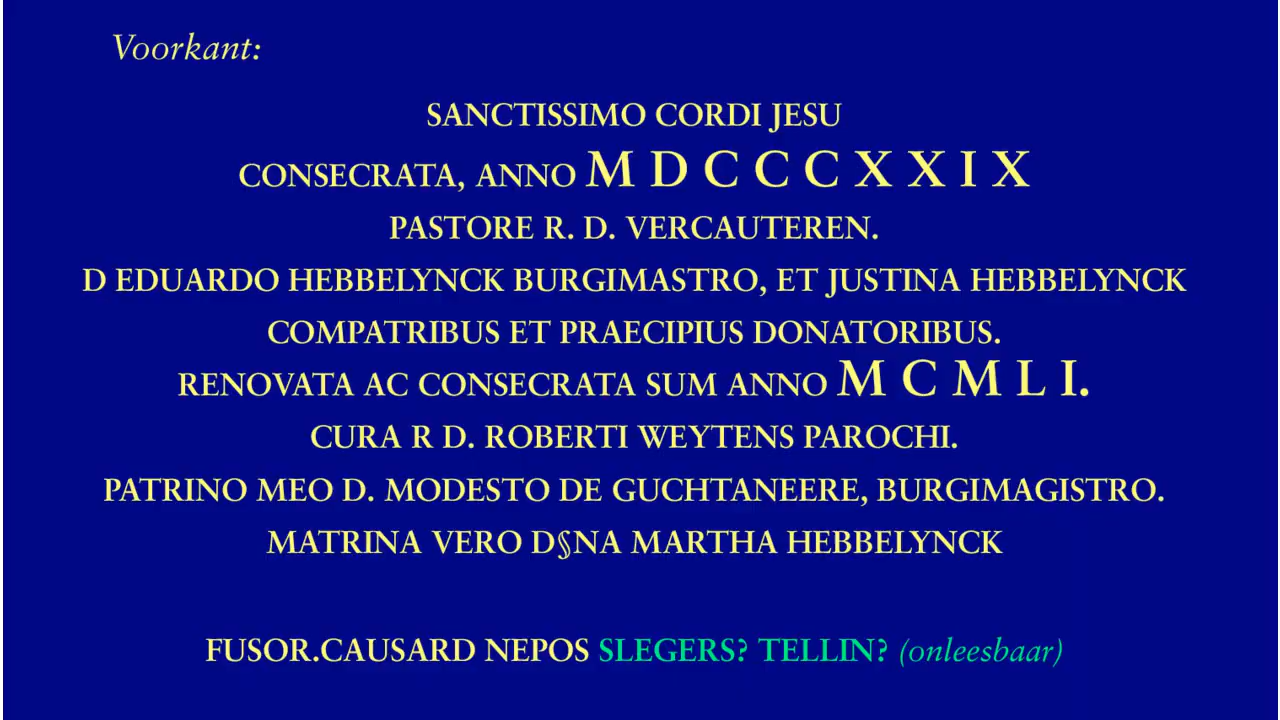 Voorkant:
SANCTISSIMO CORDI JESU
CONSECRATA, ANNO M D C C C X X I X
PASTORE R. D. VERCAUTEREN.
D EDUARDO HEBBELYNCK BURGIMASTRO, ET JUSTINA HEBBELYNCK
COMPATRIBUS ET PRAECIPIUS DONATORIBUS.
RENOVATA AC CONSECRATA SUM ANNO M C M L I.
CURA R D. ROBERTI WEYTENS PAROCHI.
PATRINO MEO D. MODESTO DE GUCHTANEERE, BURGIMAGISTRO.
MATRINA VERO D§NA MARTHA HEBBELYNCK
FUSOR.CAUSARD NEPOS SLEGERS? TELLIN? (onleesbaar)